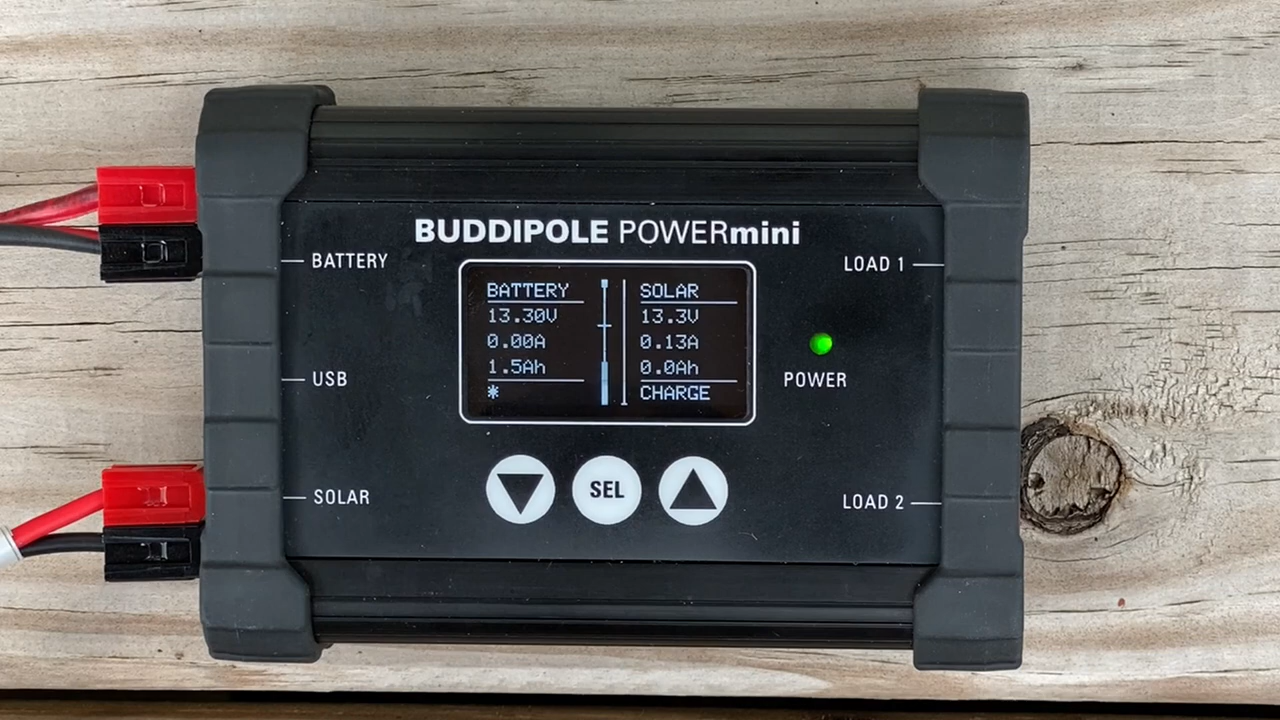 BUDDIPOLE POWERmini
BATTERY
USB
SOLAR
BATTERY
13.30V
0.00A
1.5Ah
*
SOLAR
13.3V
0.13A
0.0Ah
CHARGE
LOAD 1
POWER
LOAD 2
SEL